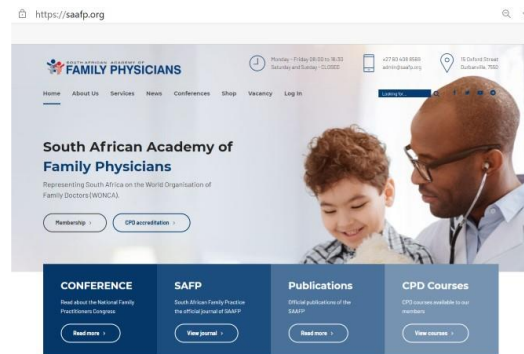 https://saafp.org
SOUTH AFRICAN ACADEMY OF
FAMILY PHYSICIANS
Monday - Friday 08:00 to 16:30
Saturday and Sunday - CLOSED
admin@saafp.org
15 Oxford Street
Durbanville, 7550
Home About Us Services News Conferences Shop Vacancy Log In
Looking for...
South African Academy of
Family Physicians
Representing South Africa on the World Organisation of
Family Doctors (WONCA).
Membership ›
CPD accreditation ›
CONFERENCE
Read about the National Family
Practitioners Congress
Read more ›
SAFP
South African Family Practice
the official journal of SAAFP
View journal ›
Publications
Official publications of the
SAAFP
Read more ›
CPD Courses
CPD courses available to our
members
View courses ›